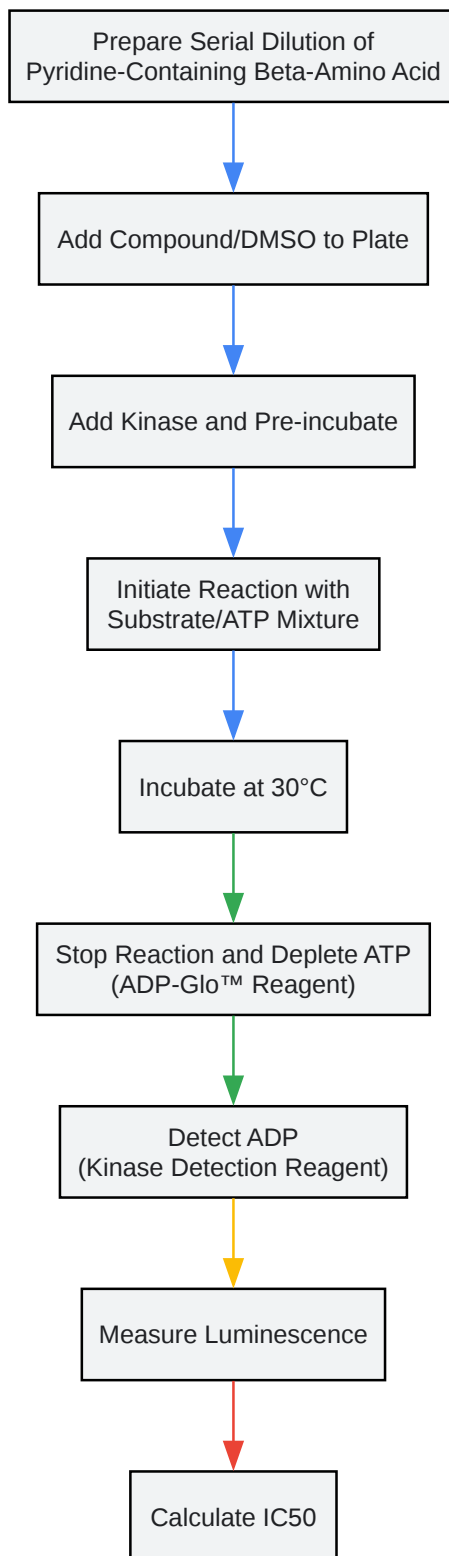 Prepare Serial Dilution of
Pyridine-Containing Beta-Amino Acid
Add Compound/DMSO to Plate
Add Kinase and Pre-incubate
Initiate Reaction with
Substrate/ATP Mixture
Incubate at 30°C
Stop Reaction and Deplete ATP
(ADP-Glo™ Reagent)
Detect ADP
(Kinase Detection Reagent)
Measure Luminescence
Calculate IC50